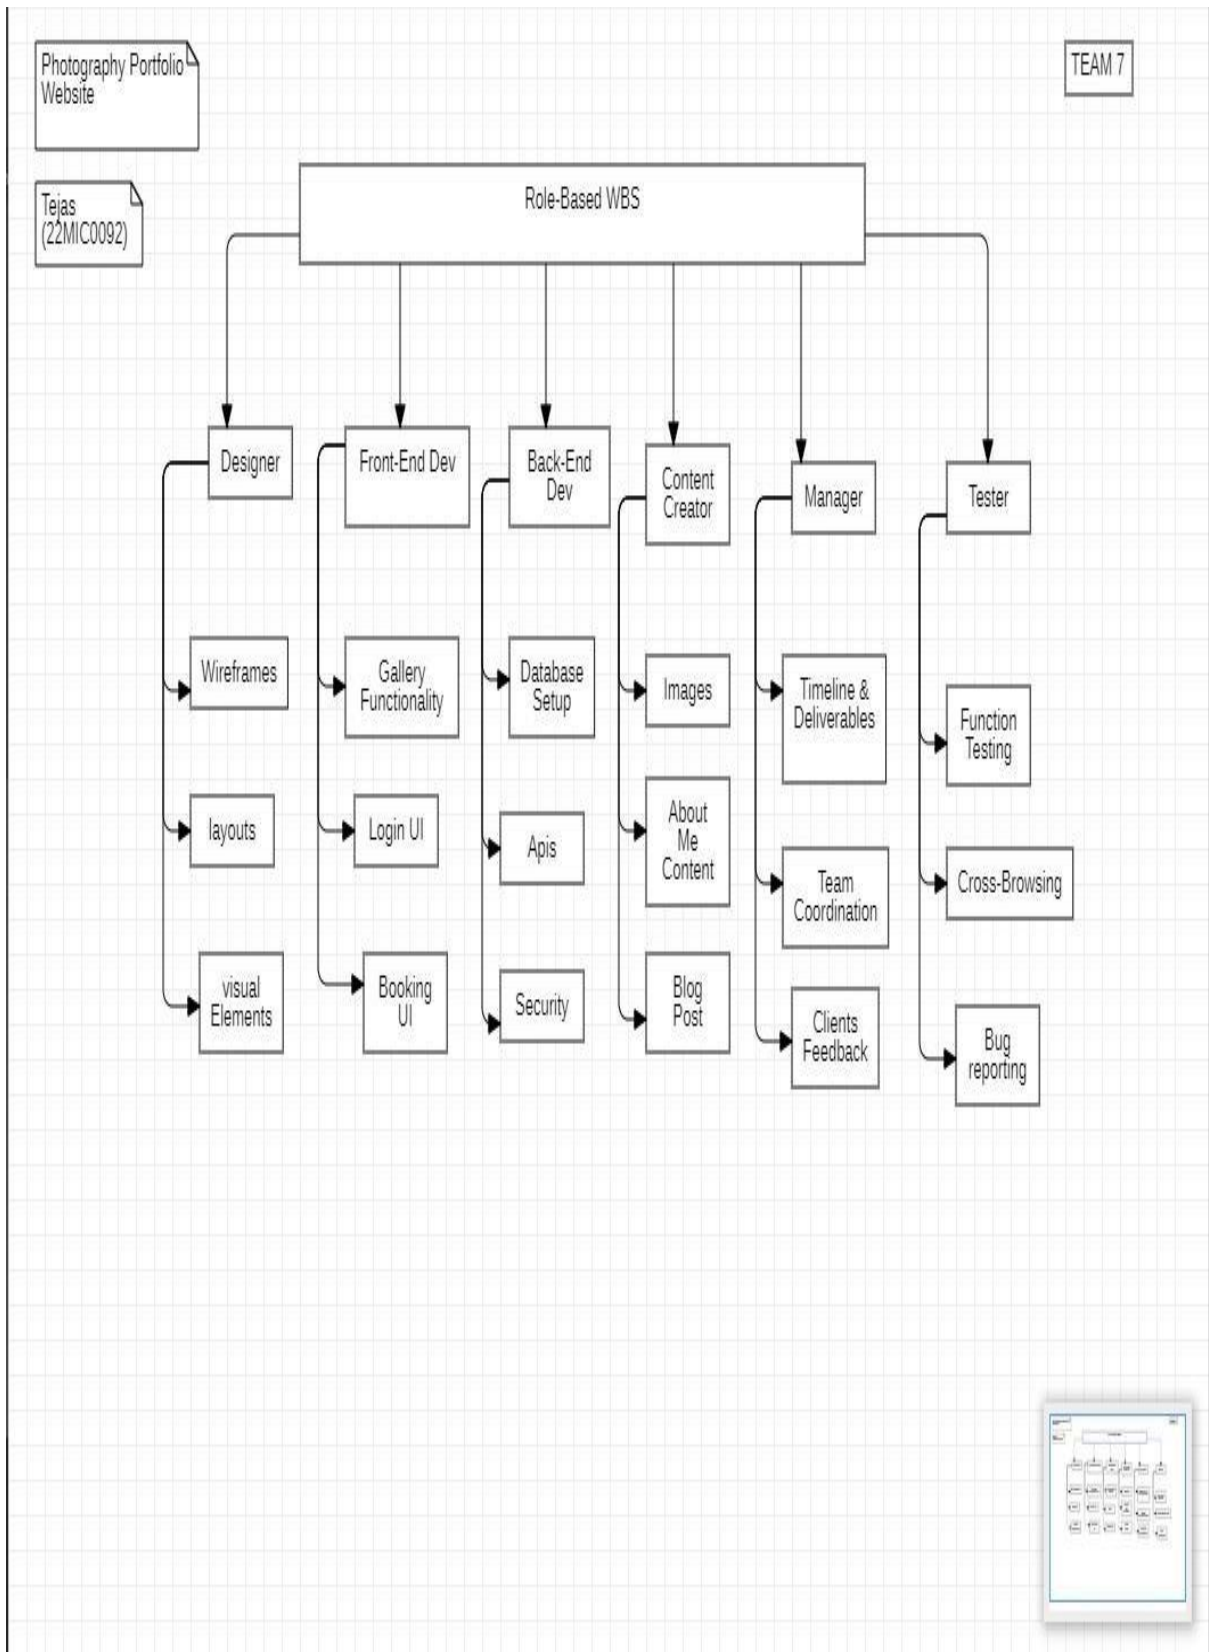 Photography Portfolio
Website
TEAM 7
Tejas
(22MIC0092)
Role-Based WBS
Designer
Front-End Dev
Back-End
Dev
Content
Creator
Manager
Tester
Wireframes
Gallery
Functionality
Database
Setup
Images
Timeline &
Deliverables
Function
Testing
layouts
Login UI
Apis
About
Me
Content
Team
Coordination
Cross-Browsing
visual
Elements
Booking
UI
Security
Blog
Post
Clients
Feedback
Bug
reporting